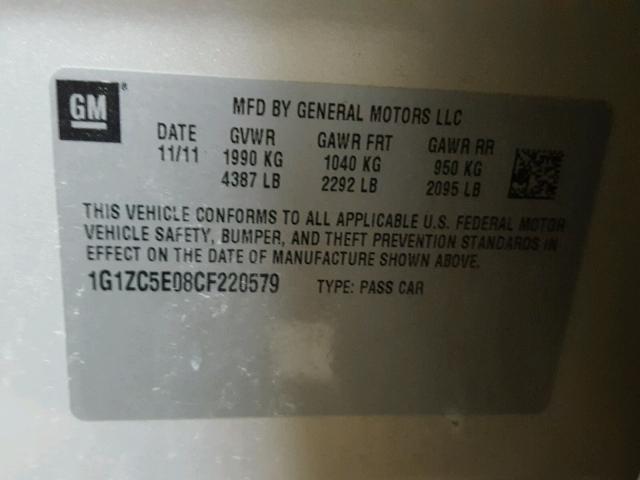 GM®
MFD BY GENERAL MOTORS LLC
DATE GVWR GAWR FRT GAWR RR
11/11 1990 KG 1040 KG 950 KG
4387 LB 2292 LB 2095 LB
THIS VEHICLE CONFORMS TO ALL APPLICABLE U.S. FEDERAL MOTOR
VEHICLE SAFETY, BUMPER, AND THEFT PREVENTION STANDARDS IN
EFFECT ON THE DATE OF MANUFACTURE SHOWN ABOVE.
1G1ZC5E08CF220579 TYPE: PASS CAR